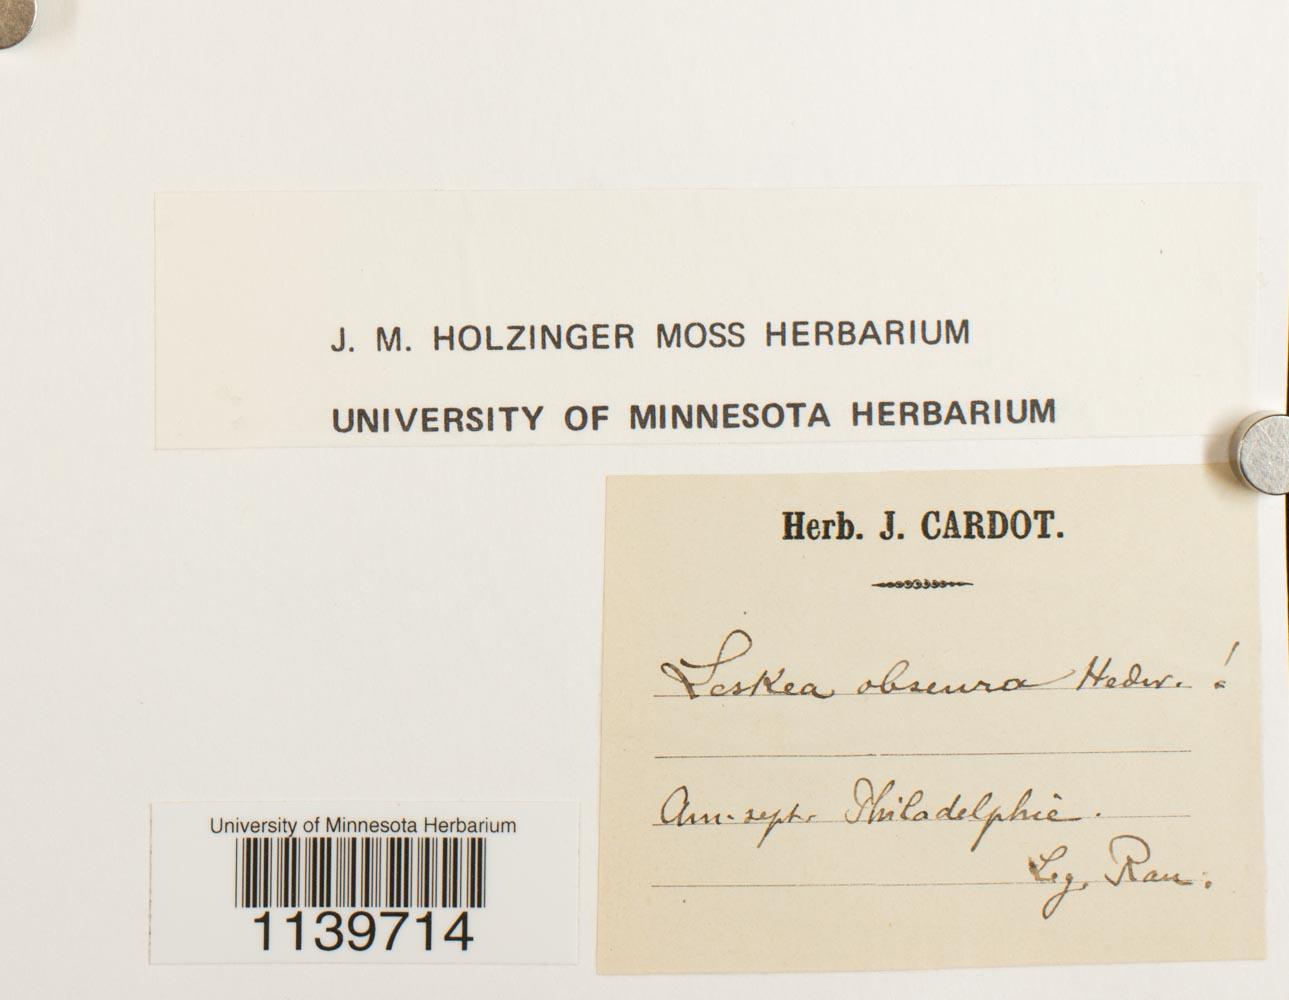 J. M. HOLZINGER MOSS HERBARIUM
UNIVERSITY OF MINNESOTA HERBARIUM
Herb. J. CARDOT.
Leskea obscura Hedw. !
Am. sept. Philadelphie.
Leg. Rau.
University of Minnesota Herbarium
1139714